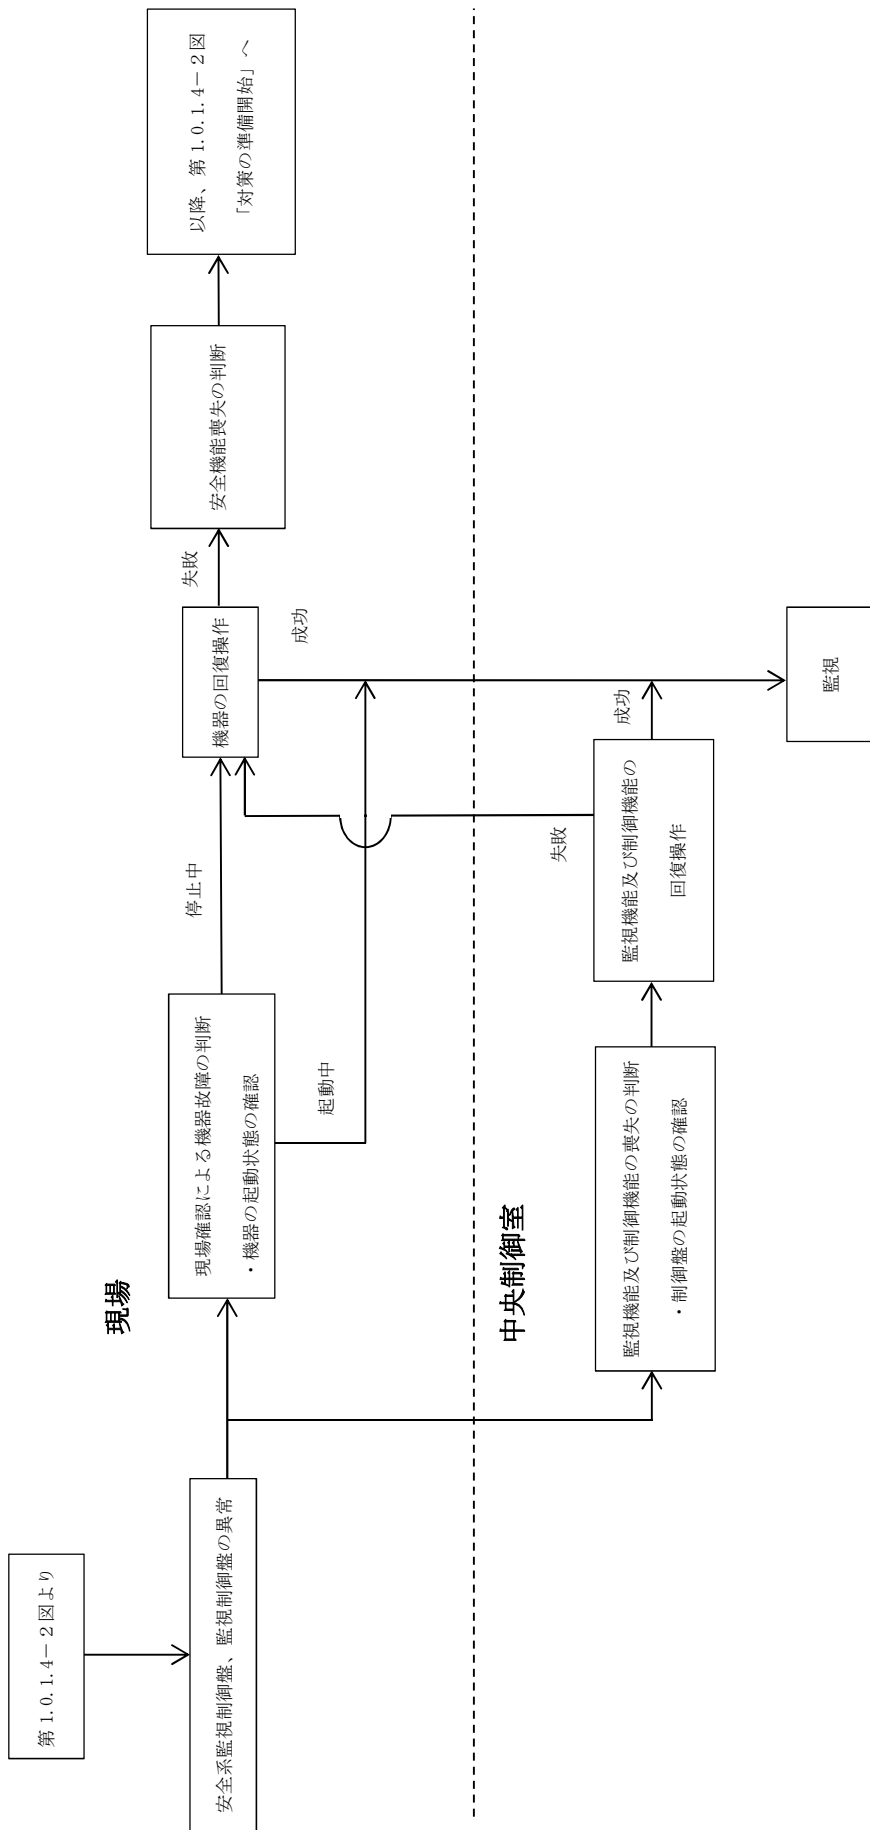 第1.0.1.4－2図より
安全系監視制御盤、監視制御盤の異常
現場
現場確認による機器故障の判断
・機器の起動状態の確認
停止中
起動中
機器の回復操作
失敗
成功
安全機能喪失の判断
以降、第1.0.1.4－2図
「対策の準備開始」へ
中央制御室
監視機能及び制御機能の喪失の判断
・制御盤の起動状態の確認
監視機能及び制御機能の
回復操作
失敗
成功
監視